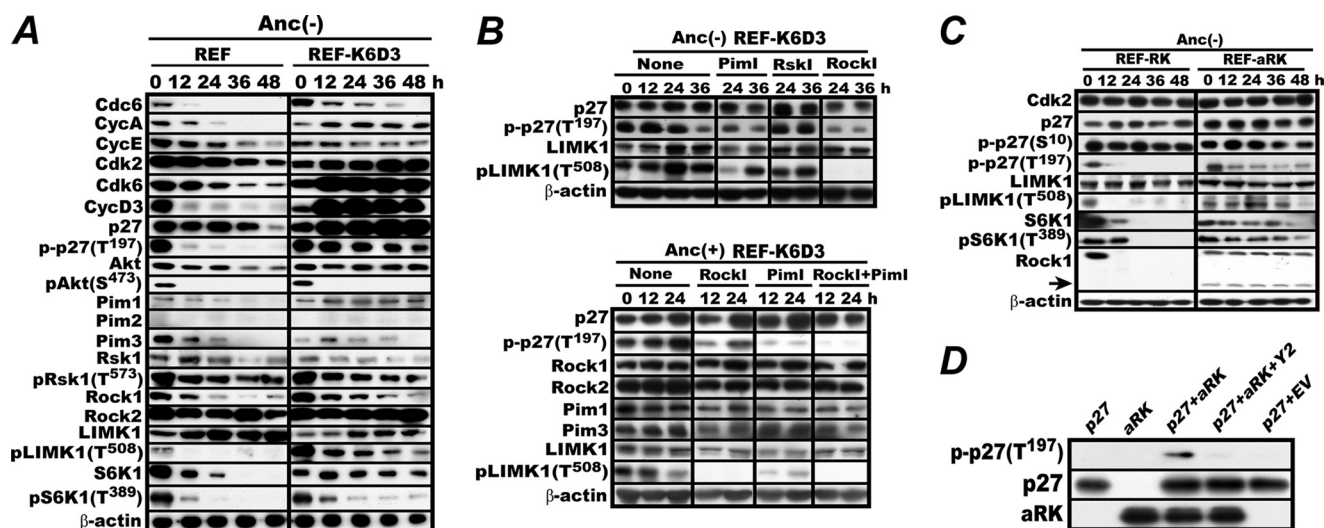 A
Anc(-)
REF REF-K6D3
0 12 24 36 48 0 12 24 36 48 h
Cdc6
CycA
CycE
Cdk2
Cdk6
CycD3
p27
p-p27(T197)
Akt
pAkt(S473)
Pim1
Pim2
Pim3
Rsk1
pRsk1(T573)
Rock1
Rock2
LIMK1
pLIMK1(T508)
S6K1
pS6K1(T389)
β-actin
B
Anc(-) REF-K6D3
None PimI RskI RockI
0 12 24 36 24 36 24 36 24 36 h
p27
p-p27(T197)
LIMK1
pLIMK1(T508)
β-actin
Anc(+) REF-K6D3
None RockI PimI RockI+PimI
0 12 24 12 24 12 24 12 24 h
p27
p-p27(T197)
Rock1
Rock2
Pim1
Pim3
LIMK1
pLIMK1(T508)
β-actin
C
Anc(-)
REF-RK REF-aRK
0 12 24 36 48 0 12 24 36 48 h
Cdk2
p27
p-p27(S10)
p-p27(T197)
LIMK1
pLIMK1(T508)
S6K1
pS6K1(T389)
Rock1
β-actin
D
p27 aRK p27+aRK p27+aRK+Y2 p27+EV
p-p27(T197)
p27
aRK